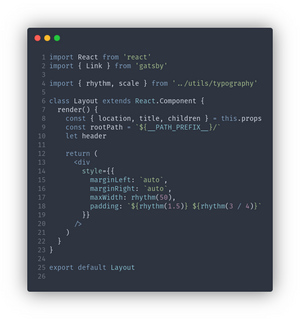 1 import React from 'react'
2 import { Link } from 'gatsby'
3
4 import { rhythm, scale } from '../utils/typography'
5
6 class Layout extends React.Component {
7   render() {
8     const { location, title, children } = this.props
9     const rootPath = `${__PATH_PREFIX__}/`
10     let header
11
12     return (
13       <div
14         style={{
15           marginLeft: `auto`,
16           marginRight: `auto`,
17           maxWidth: rhythm(50),
18           padding: `${rhythm(1.5)} ${rhythm(3 / 4)}`
19         }}
20       />
21     )
22   }
23 }
24
25 export default Layout
26